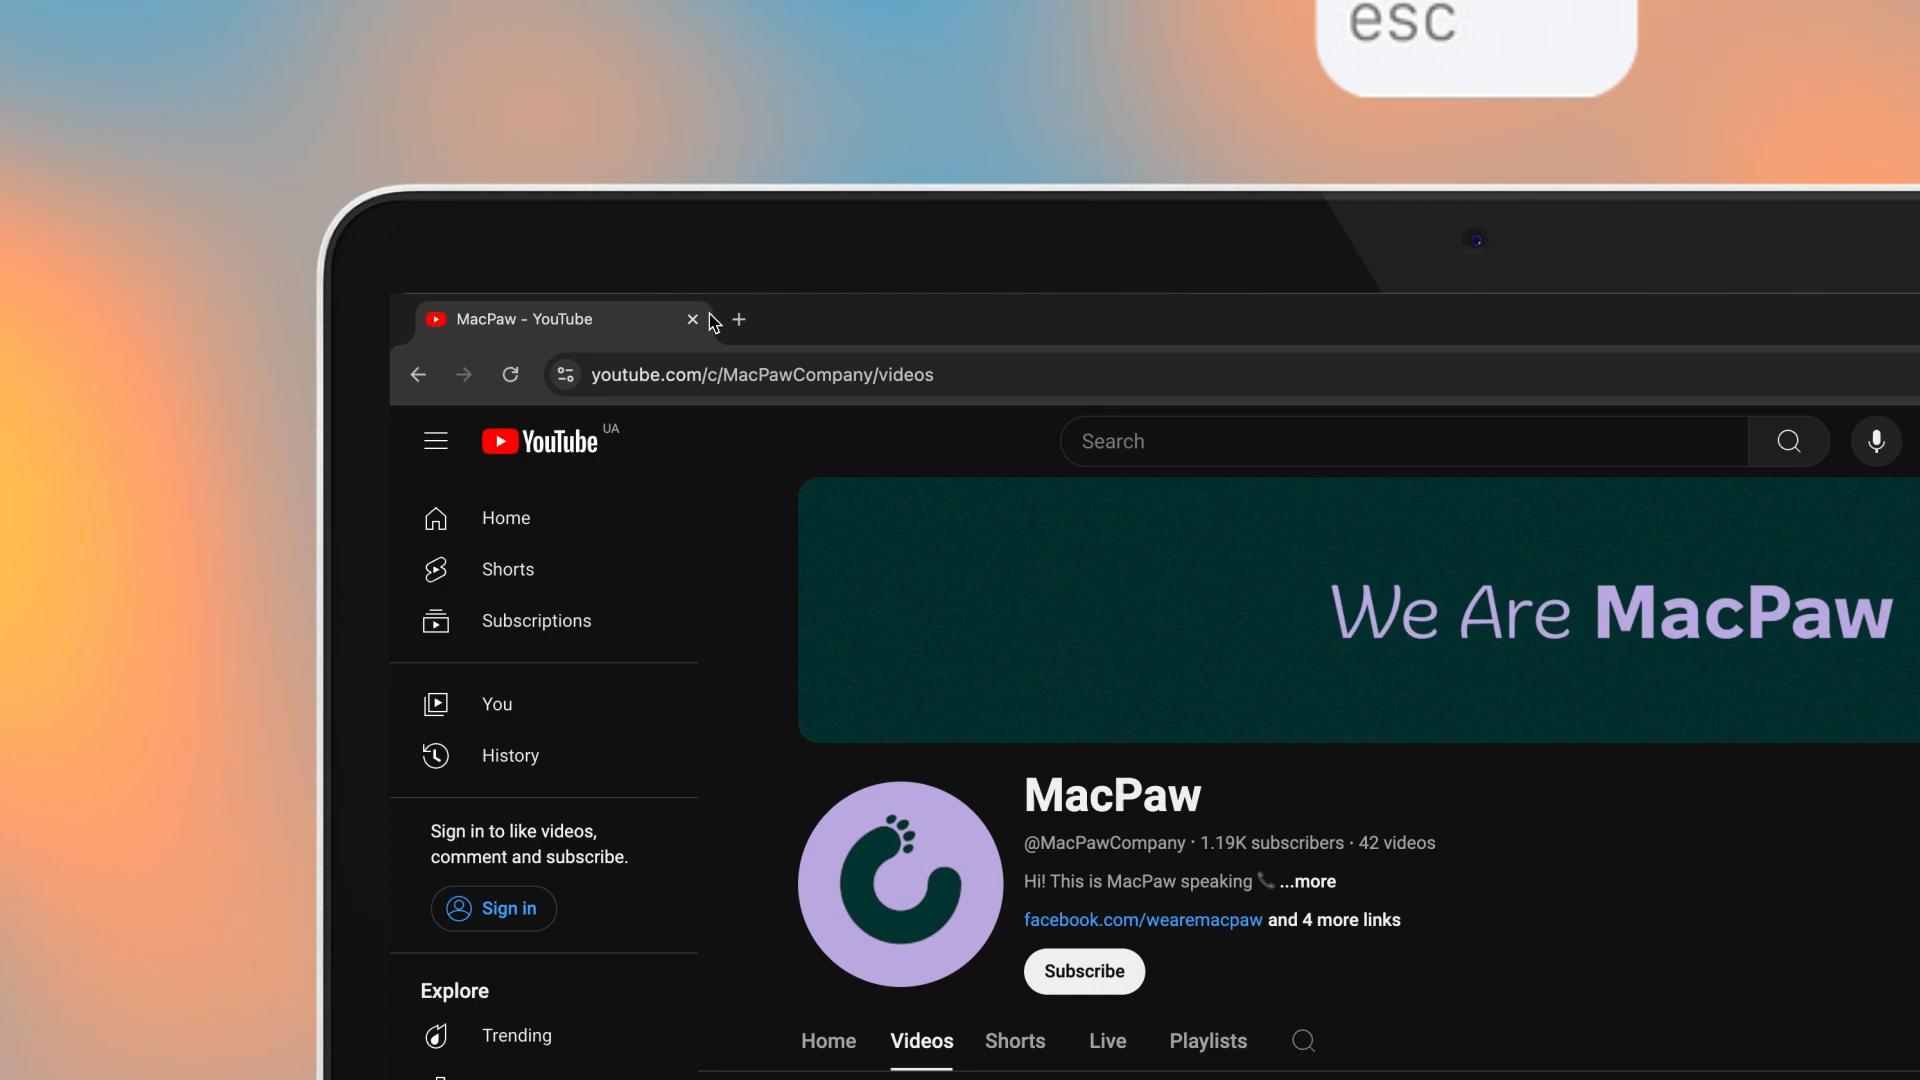 esc
MacPaw - YouTube
youtube.com/c/MacPawCompany/videos
YouTube UA
Search
Home
Shorts
Subscriptions
We Are MacPaw
You
History
MacPaw
Sign in to like videos,
comment and subscribe.
@MacPawCompany · 1.19K subscribers · 42 videos
Hi! This is MacPaw speaking 📞 ...more
Sign in
facebook.com/wearemacpaw and 4 more links
Subscribe
Explore
Trending
Home Videos Shorts Live Playlists